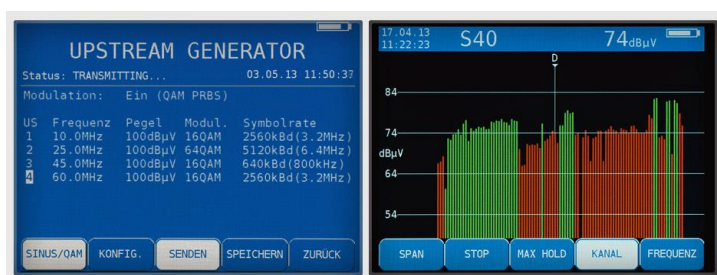 UPSTREAM GENERATOR
Status: TRANSMITTING... 03.05.13 11:50:37
Modulation: Ein (QAM PRBS)
US Frequenz Pegel Modul. Symbolrate
1 10.0MHz 100dBµV 16QAM 2560kBd(3.2MHz)
2 25.0MHz 100dBµV 64QAM 5120kBd(6.4MHz)
3 45.0MHz 100dBµV 16QAM 640kBd(800kHz)
4 60.0MHz 100dBµV 16QAM 2560kBd(3.2MHz)
SINUS/QAM KONFIG. SENDEN SPEICHERN ZURÜCK
17.04.13
11:22:23
S40 74dBµV
D
84
74
dBµV
64
54
SPAN STOP MAX HOLD KANAL FREQUENZ